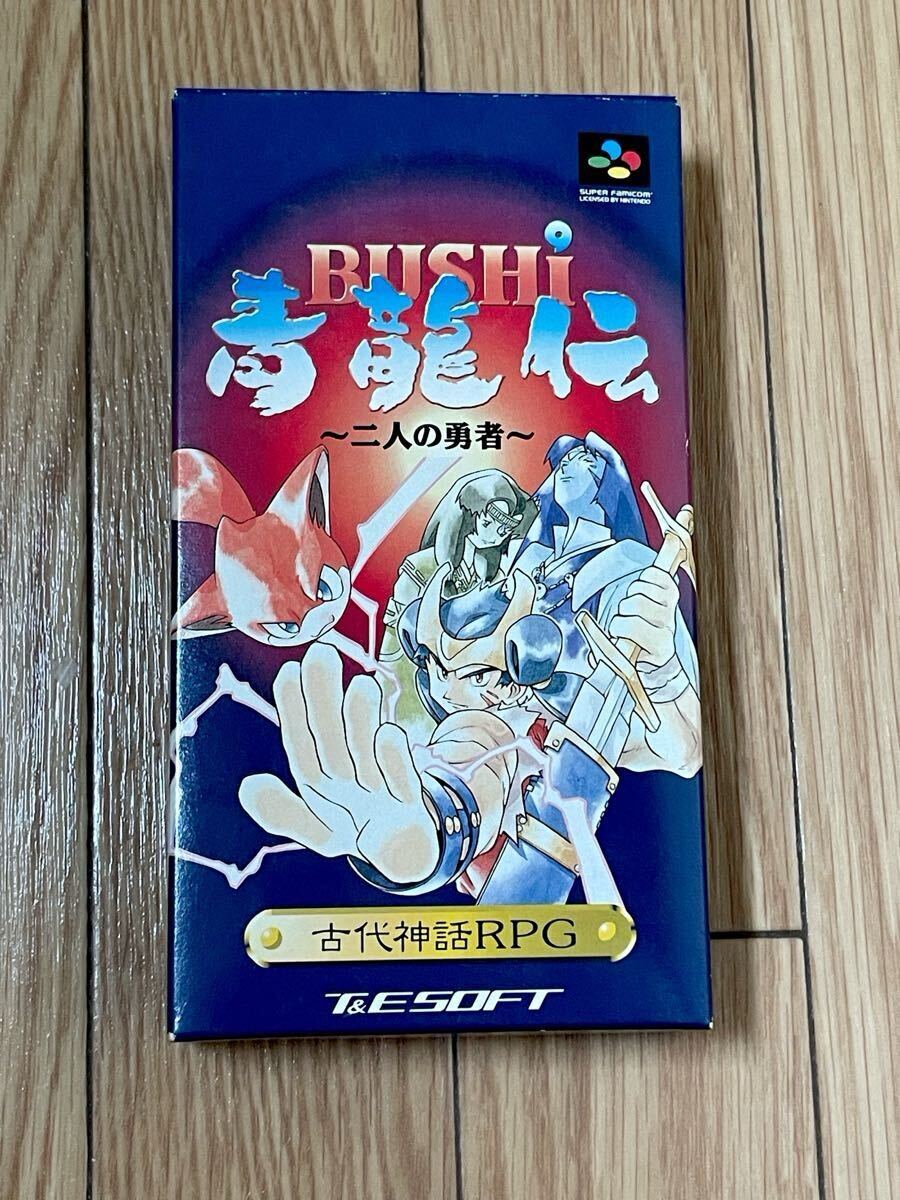 SUPER FAMICOM
LICENSED BY NINTENDO
BUSHi
青龍伝
～二人の勇者～
古代神話RPG
T&ESOFT